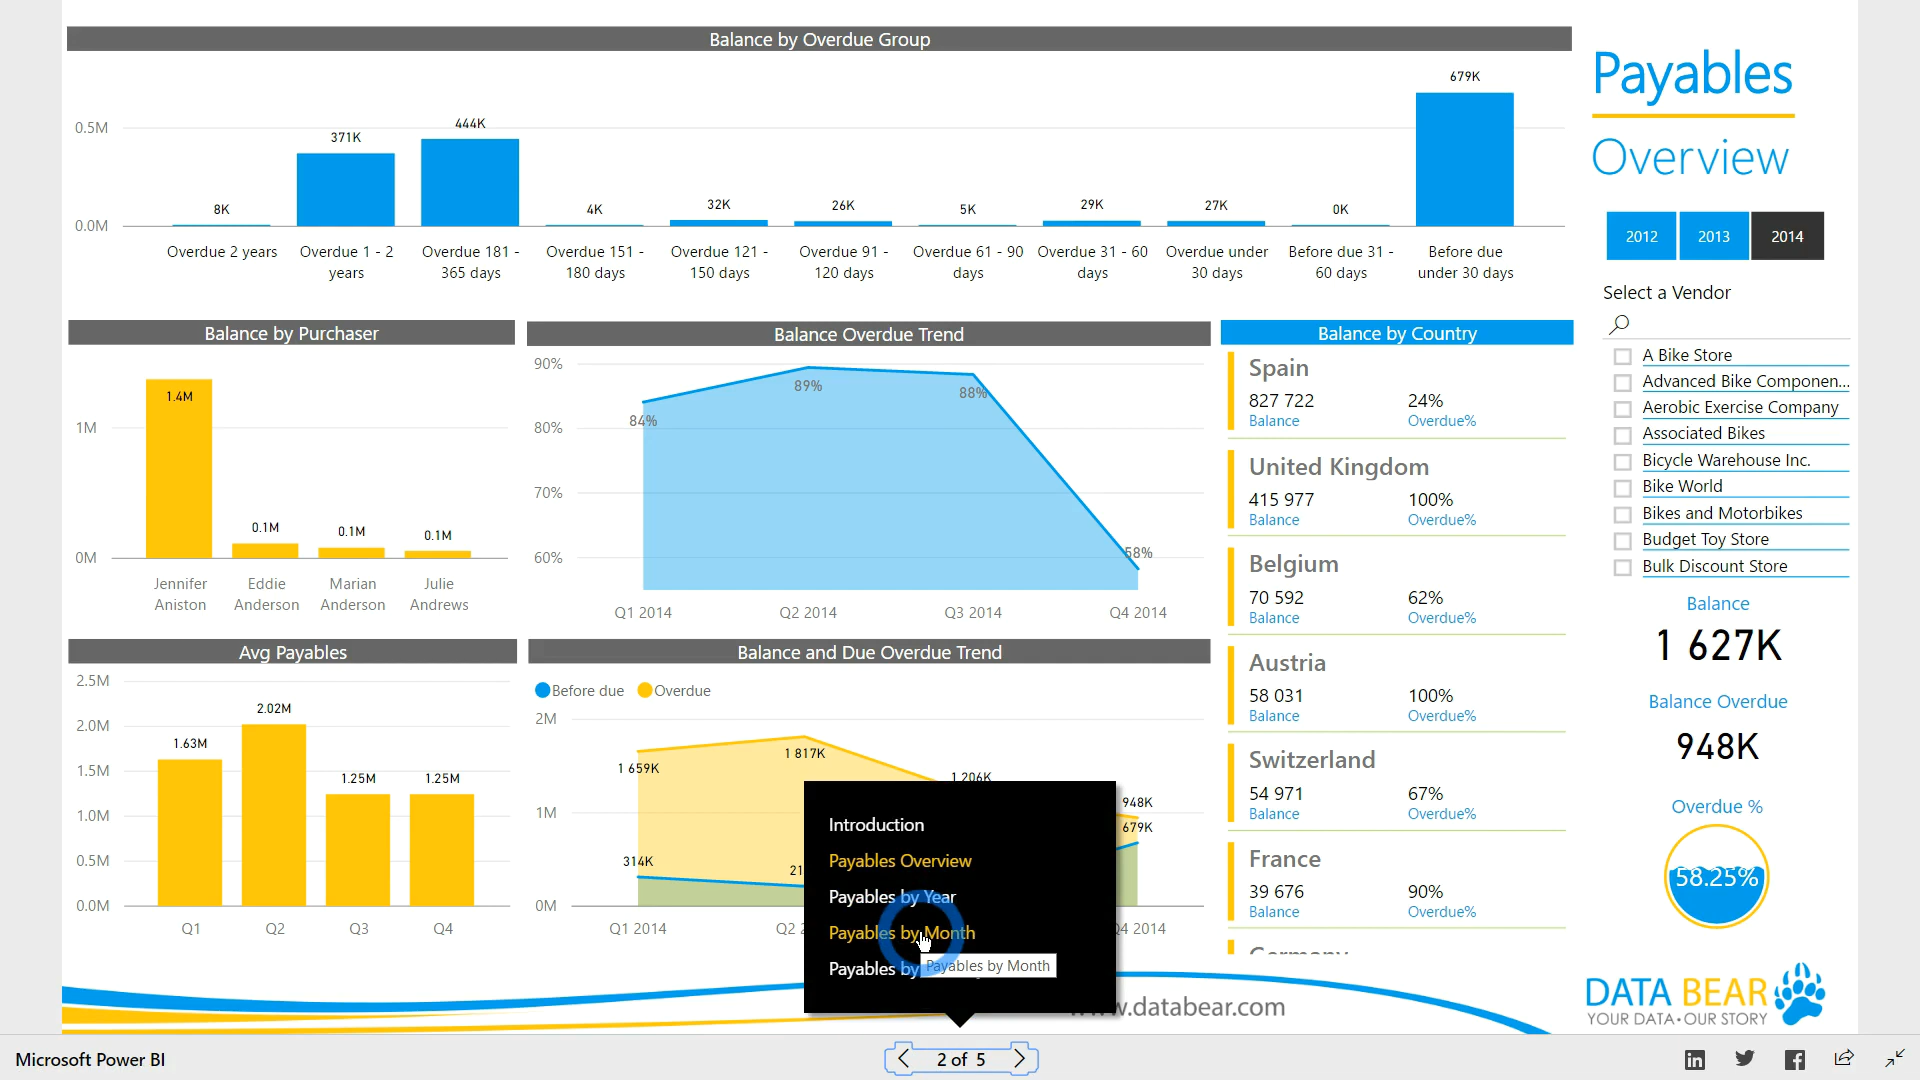 Balance by Overdue Group
679K
0.5M
444K
371K
8K
4K
32K
26K
5K
29K
27K
0K
0.0M
Overdue 2 years
Overdue 1 - 2
years
Overdue 181 -
365 days
Overdue 151 -
180 days
Overdue 121 -
150 days
Overdue 91 -
120 days
Overdue 61 - 90
days
Overdue 31 - 60
days
Overdue under
30 days
Before due 31 -
60 days
Before due
under 30 days
Payables
Overview
2012
2013
2014
Select a Vendor
A Bike Store
Advanced Bike Componen...
Aerobic Exercise Company
Associated Bikes
Bicycle Warehouse Inc.
Bike World
Bikes and Motorbikes
Budget Toy Store
Bulk Discount Store
Balance
1 627K
Balance Overdue
948K
Overdue %
58.25%
Balance by Purchaser
1.4M
1M
0.1M
0.1M
0.1M
0M
Jennifer
Aniston
Eddie
Anderson
Marian
Anderson
Julie
Andrews
Balance Overdue Trend
90%
89%
88%
84%
80%
70%
60%
58%
Q1 2014
Q2 2014
Q3 2014
Q4 2014
Balance by Country
Spain
827 722 24%
Balance Overdue%
United Kingdom
415 977 100%
Balance Overdue%
Belgium
70 592 62%
Balance Overdue%
Austria
58 031 100%
Balance Overdue%
Switzerland
54 971 67%
Balance Overdue%
France
39 676 90%
Balance Overdue%
Avg Payables
2.5M
2.02M
2.0M
1.63M
1.5M
1.25M
1.25M
1.0M
0.5M
0.0M
Q1
Q2
Q3
Q4
Balance and Due Overdue Trend
Before due
Overdue
2M
1 817K
1 659K
1 206K
948K
1M
679K
314K
21
0M
Q1 2014
Q2 2
Q4 2014
Introduction
Payables Overview
Payables by Year
Payables by Month
Payables by
Payables by Month
w.databear.com
DATA BEAR
YOUR DATA • OUR STORY
Microsoft Power BI
2 of 5